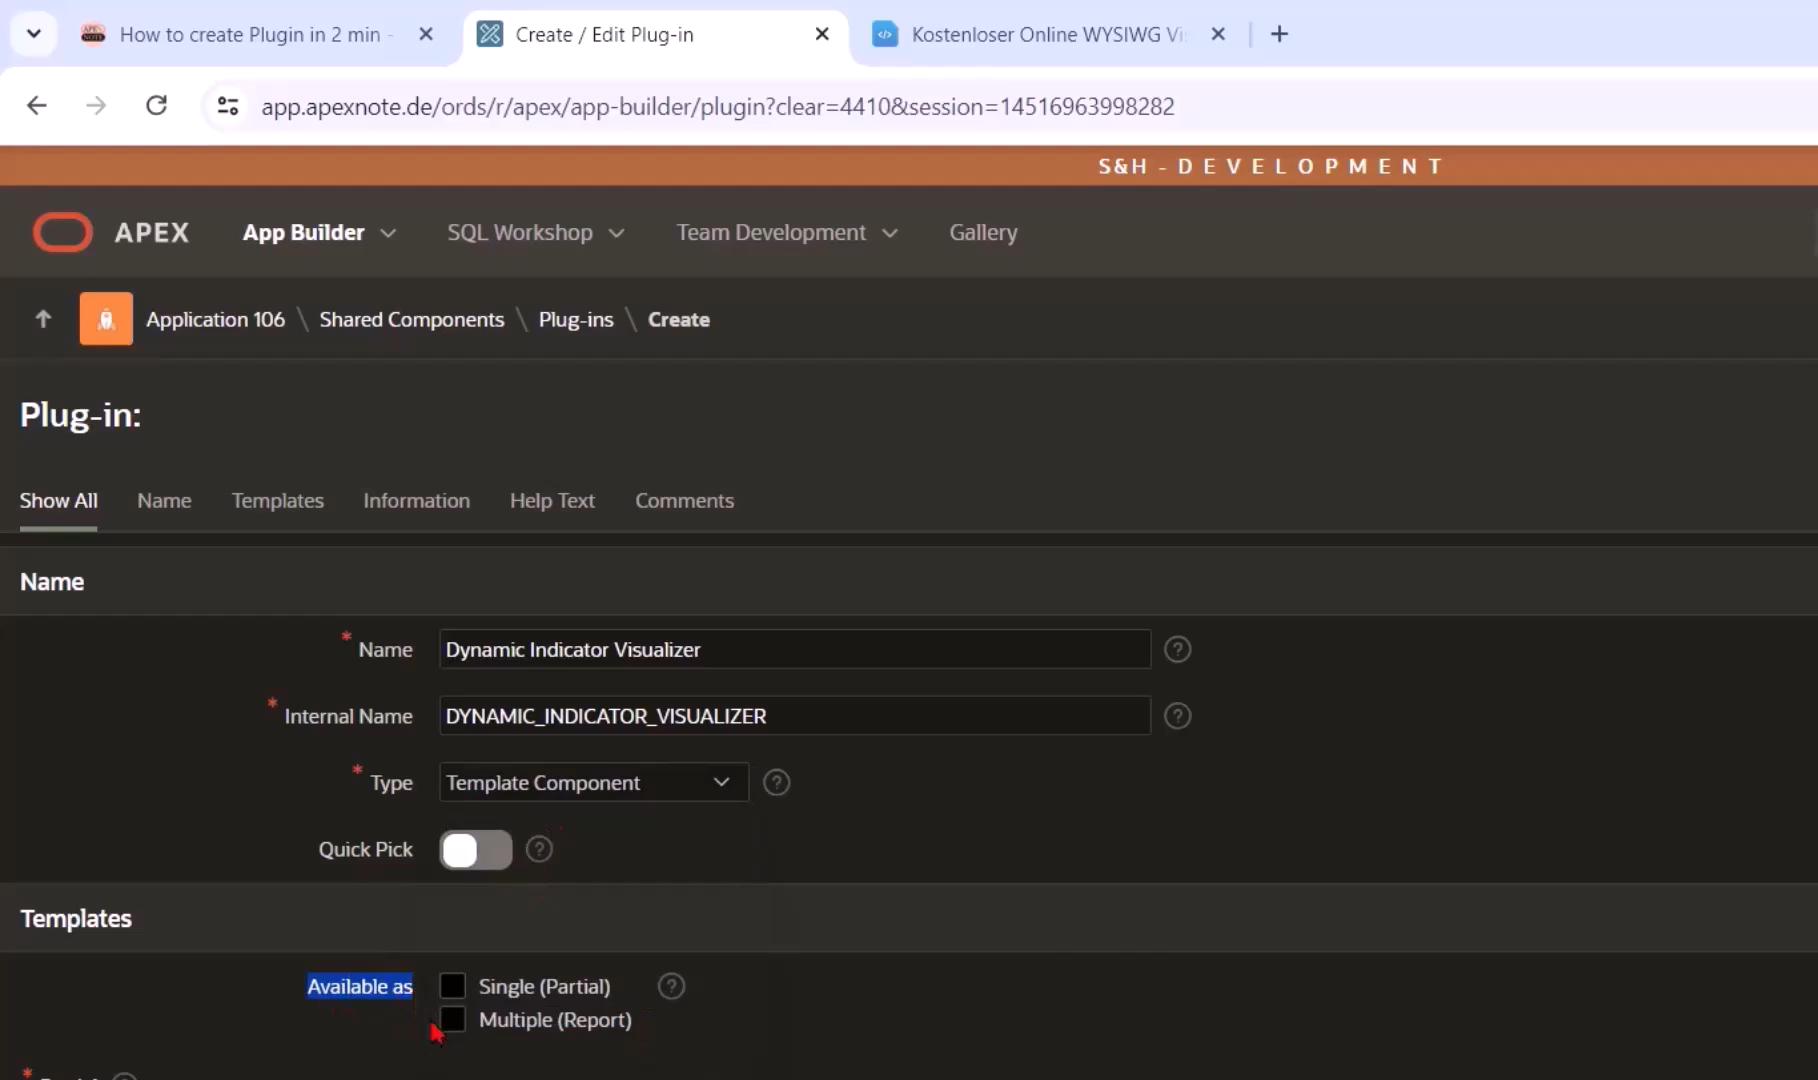 How to create Plugin in 2 min -
Create / Edit Plug-in
Kostenloser Online WYSIWG Vi
app.apexnote.de/ords/r/apex/app-builder/plugin?clear=4410&session=14516963998282
S&H - DEVELOPMENT
APEX
App Builder
SQL Workshop
Team Development
Gallery
Application 106 \ Shared Components \ Plug-ins \ Create
Plug-in:
Show All
Name
Templates
Information
Help Text
Comments
Name
* Name
Dynamic Indicator Visualizer
* Internal Name
DYNAMIC_INDICATOR_VISUALIZER
* Type
Template Component
Quick Pick
Templates
Available as
Single (Partial)
Multiple (Report)